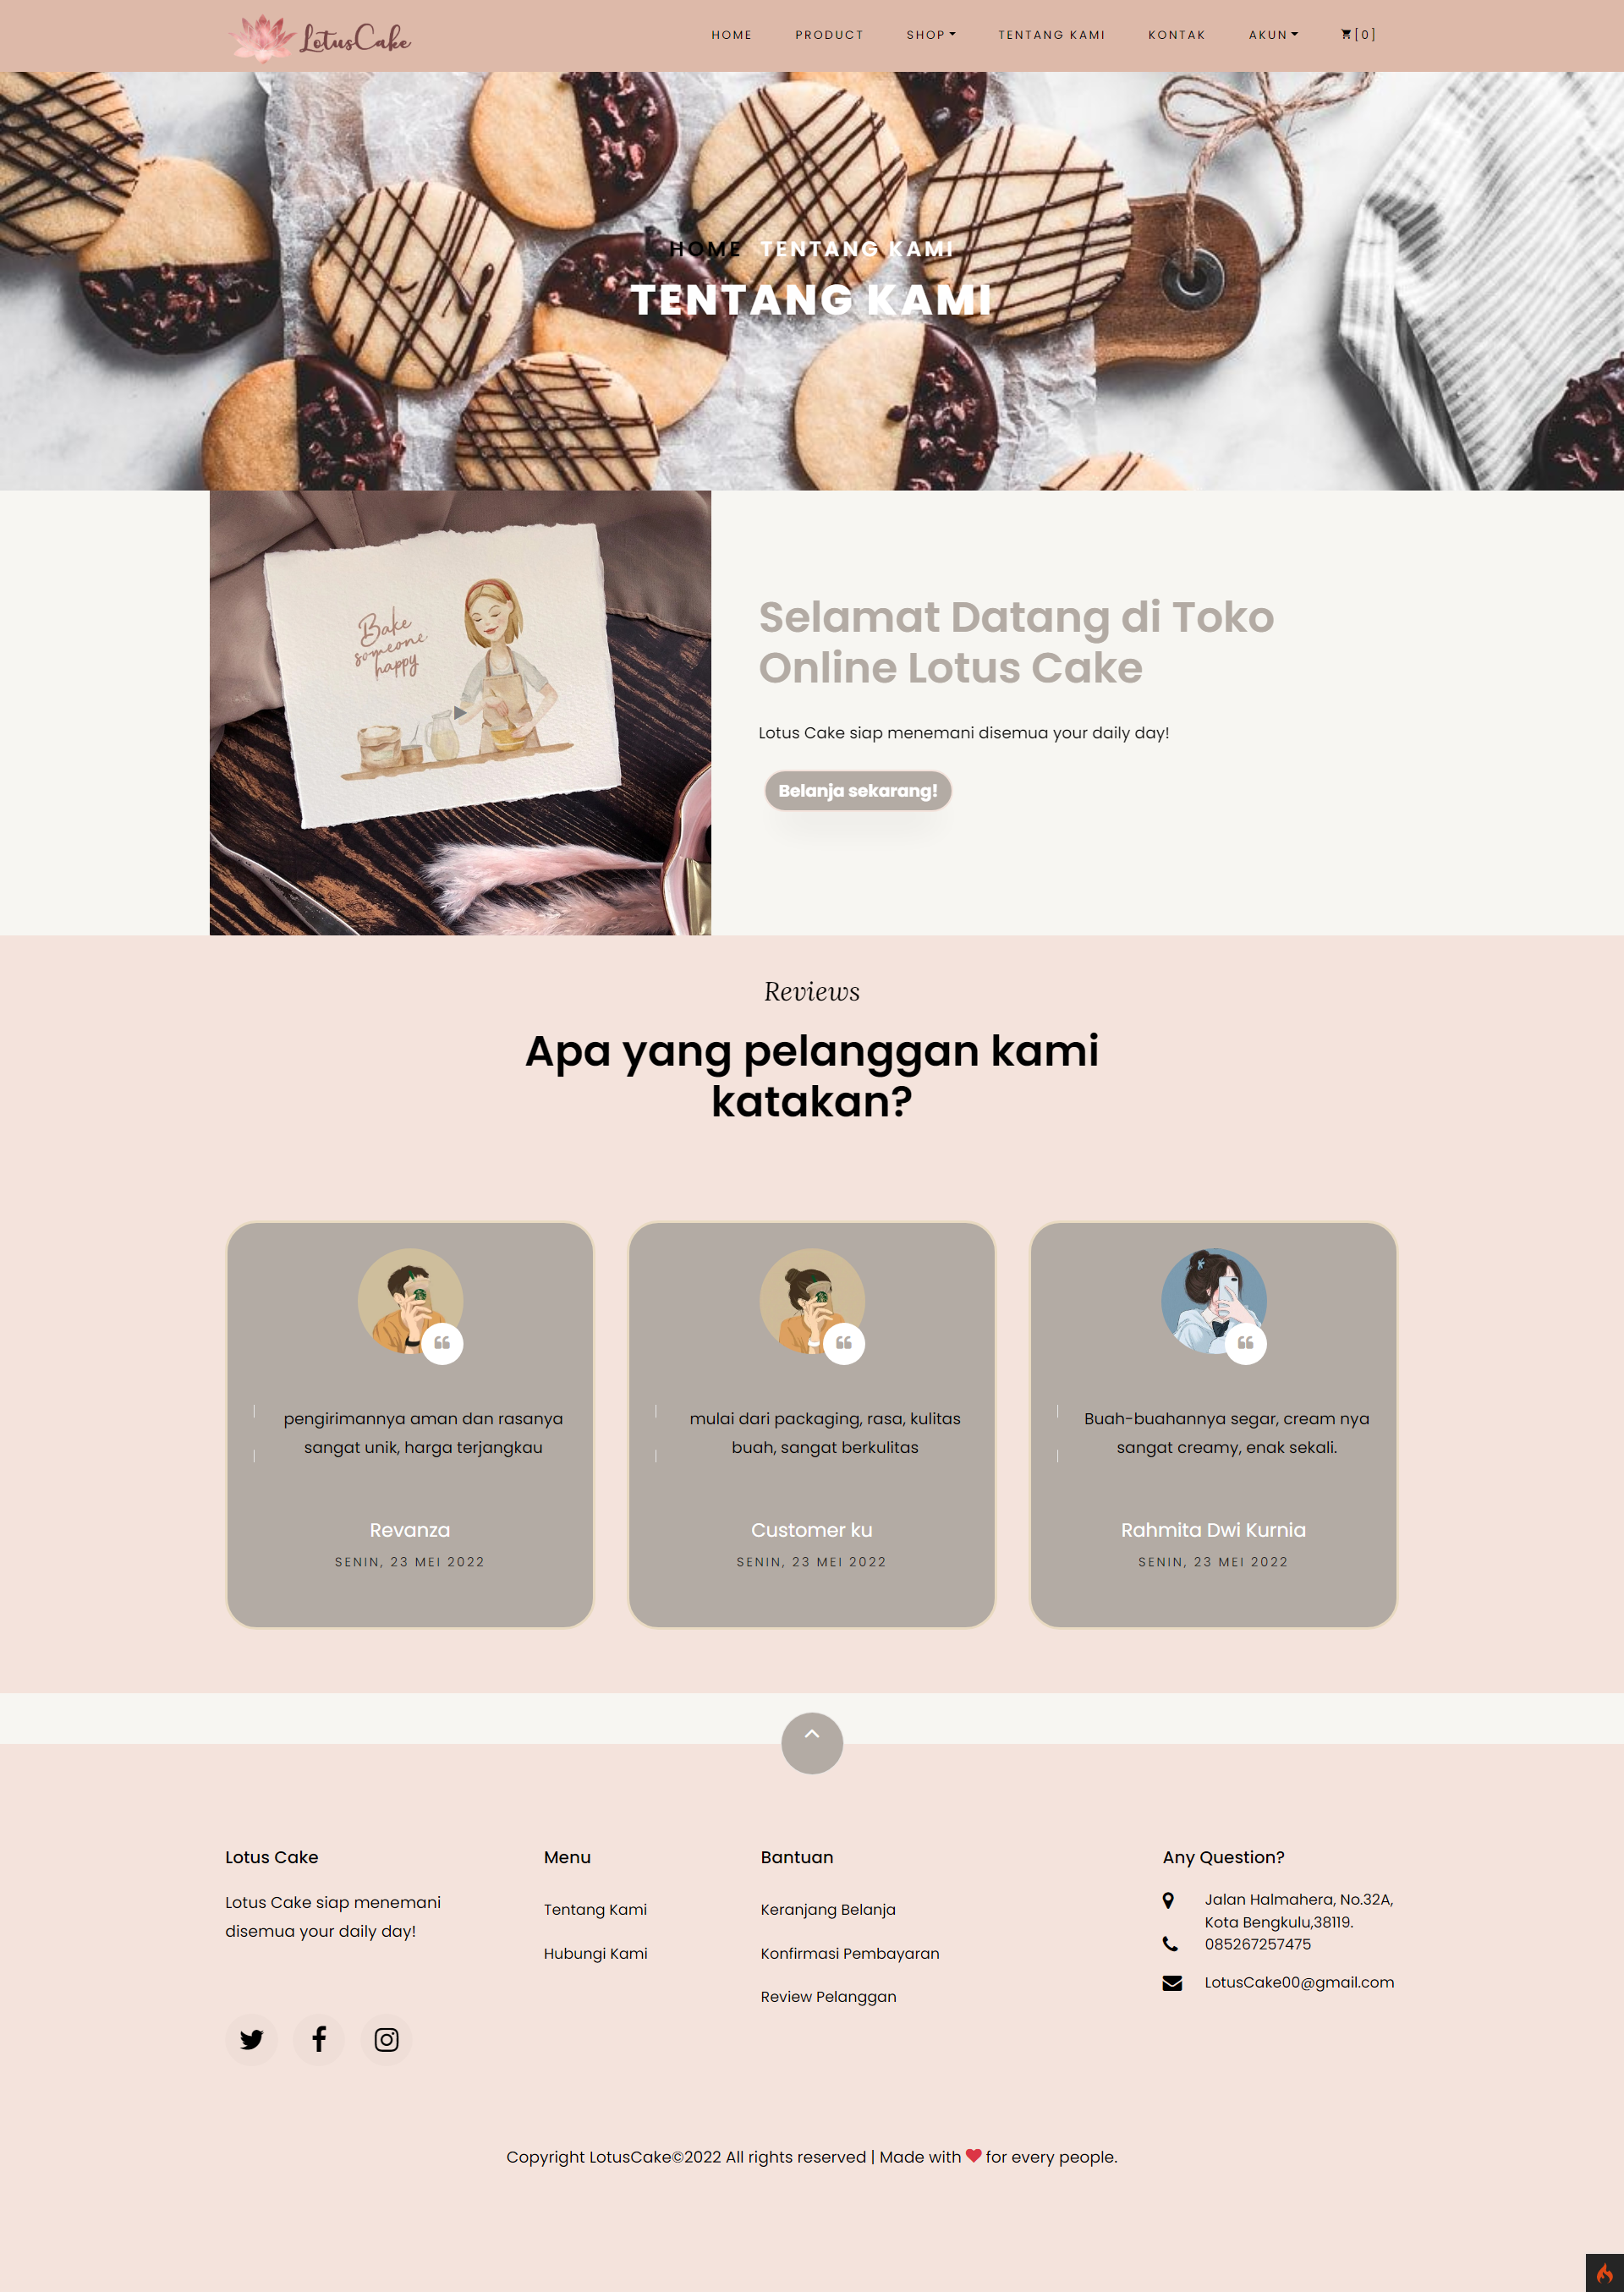 LotusCake
HOME PRODUCT SHOP TENTANG KAMI KONTAK AKUN [0]
HOME TENTANG KAMI
TENTANG KAMI
Bake
someone
happy
Selamat Datang di Toko
Online Lotus Cake
Lotus Cake siap menemani disemua your daily day!
Belanja sekarang!
Reviews
Apa yang pelanggan kami
katakan?
pengirimannya aman dan rasanya
sangat unik, harga terjangkau
Revanza
SENIN, 23 MEI 2022
mulai dari packaging, rasa, kulitas
buah, sangat berkulitas
Customer ku
SENIN, 23 MEI 2022
Buah-buahannya segar, cream nya
sangat creamy, enak sekali.
Rahmita Dwi Kurnia
SENIN, 23 MEI 2022
Lotus Cake
Lotus Cake siap menemani
disemua your daily day!
Menu
Tentang Kami
Hubungi Kami
Bantuan
Keranjang Belanja
Konfirmasi Pembayaran
Review Pelanggan
Any Question?
Jalan Halmahera, No.32A,
Kota Bengkulu,38119.
085267257475
LotusCake00@gmail.com
Copyright LotusCake©2022 All rights reserved | Made with ❤ for every people.